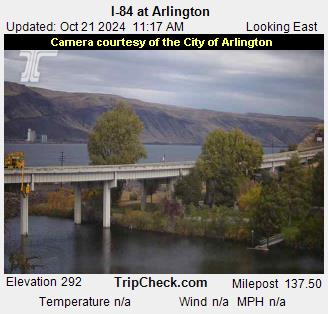 I-84 at Arlington
Updated: Oct 21 2024 11:17 AM Looking East
Camera courtesy of the City of Arlington
Elevation 292 TripCheck.com Milepost 137.50
Temperature n/a Wind n/a MPH n/a